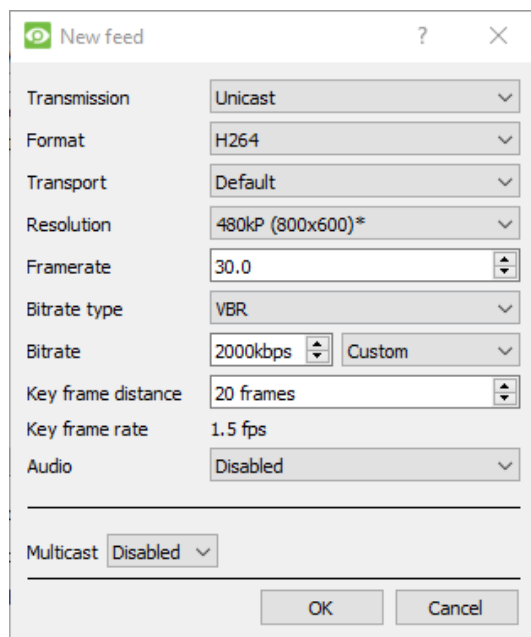 New feed ?
Transmission Unicast
Format H264
Transport Default
Resolution 480kP (800x600)*
Framerate 30.0
Bitrate type VBR
Bitrate 2000kbps Custom
Key frame distance 20 frames
Key frame rate 1.5 fps
Audio Disabled
Multicast Disabled
OK Cancel